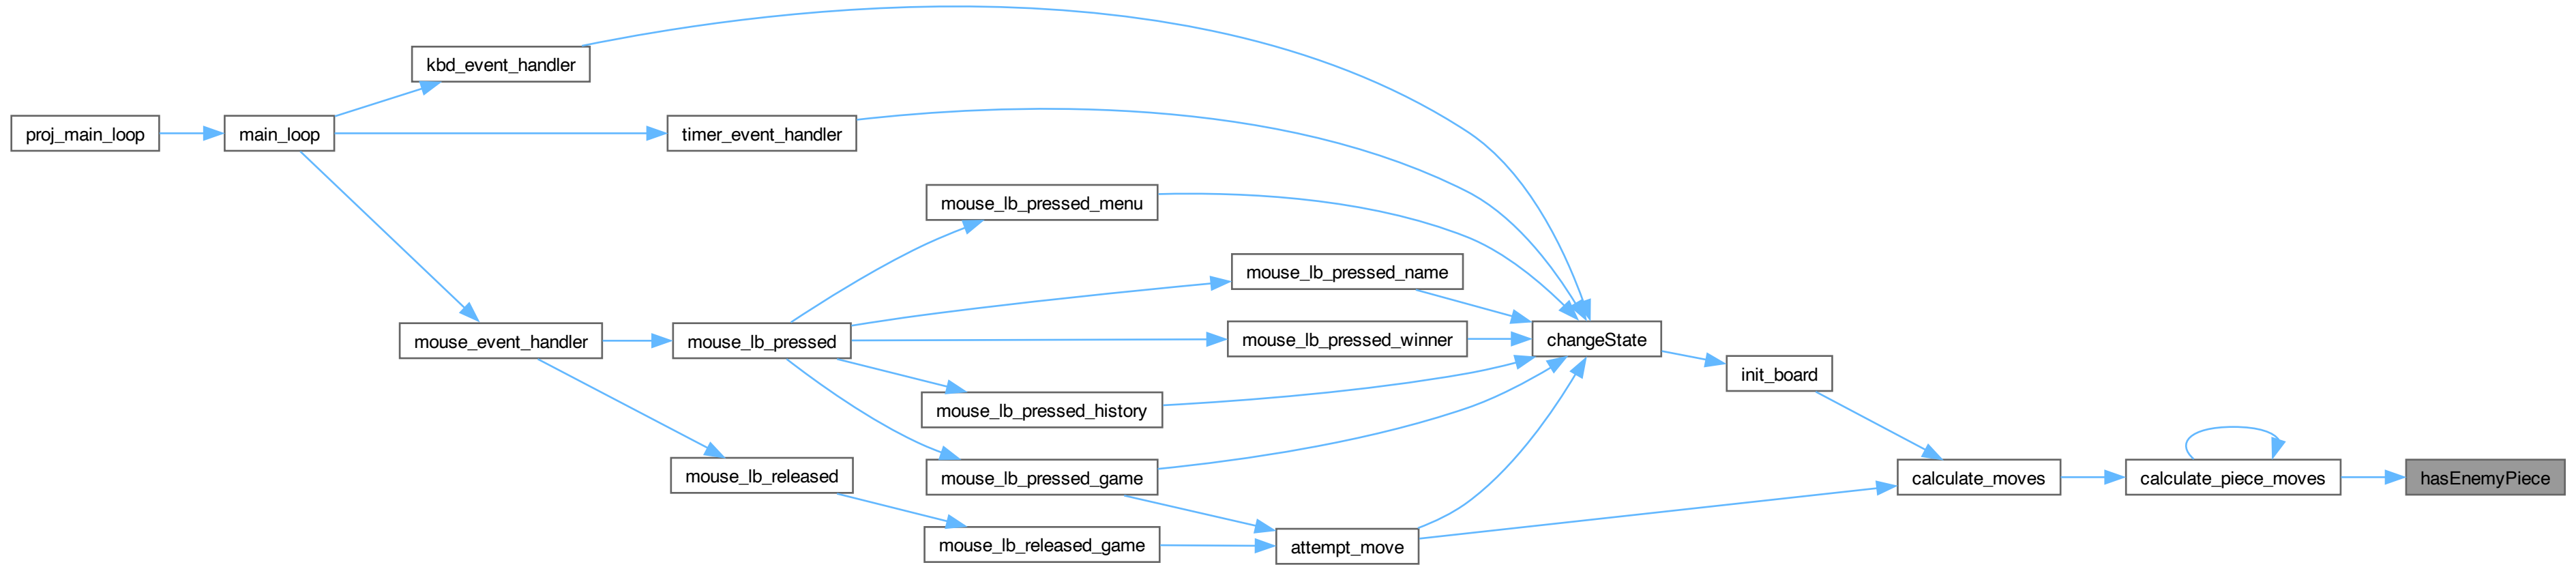 kbd_event_handler
proj_main_loop
main_loop
timer_event_handler
mouse_lb_pressed_menu
mouse_lb_pressed_name
mouse_event_handler
mouse_lb_pressed
mouse_lb_pressed_winner
changeState
init_board
mouse_lb_pressed_history
mouse_lb_released
mouse_lb_pressed_game
calculate_moves
calculate_piece_moves
hasEnemyPiece
mouse_lb_released_game
attempt_move